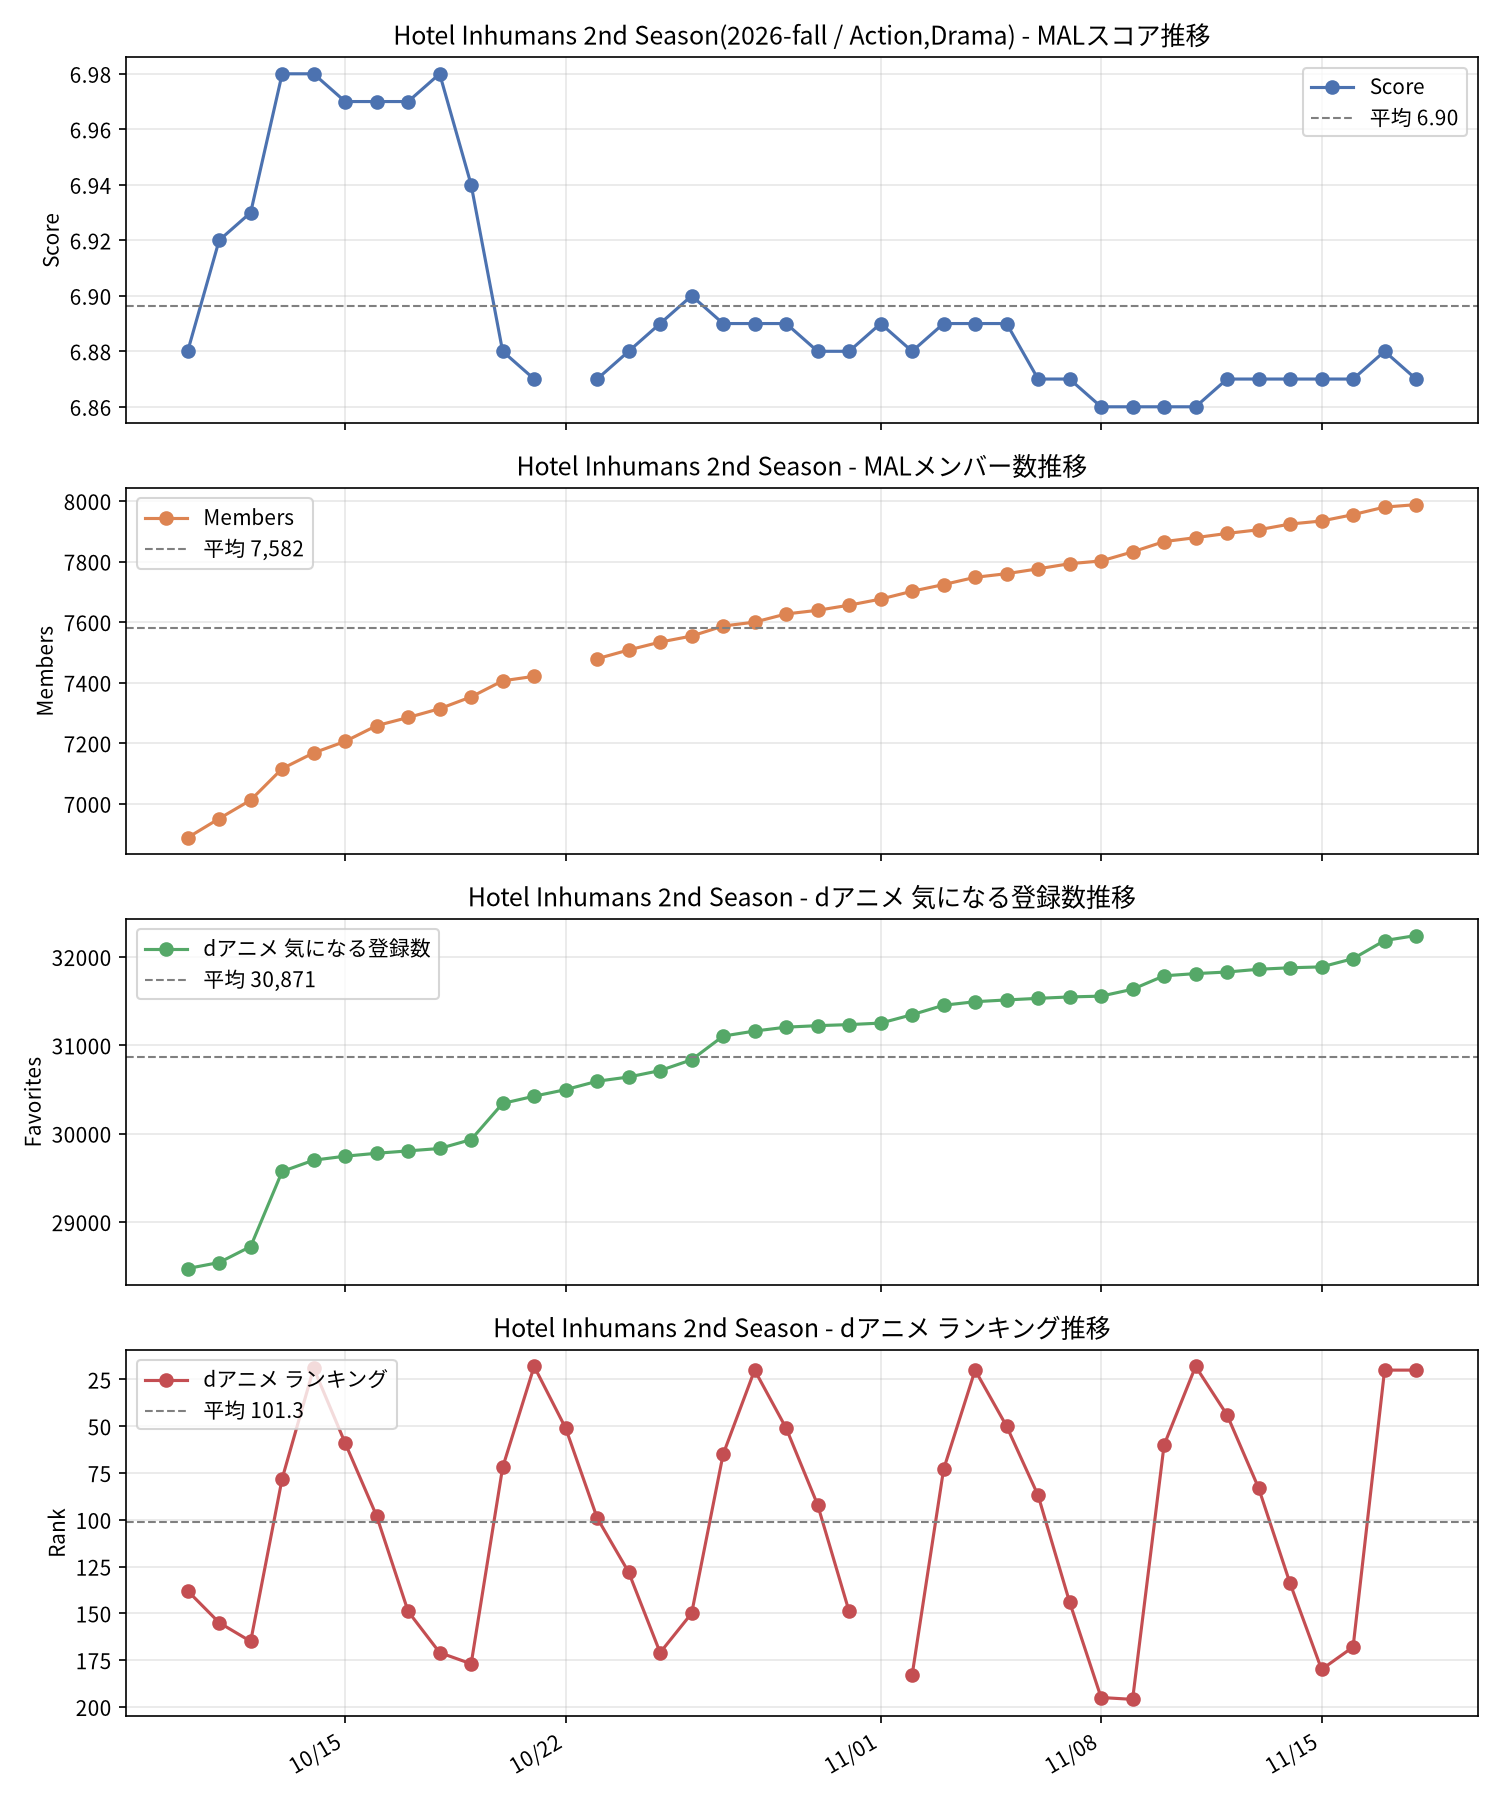 Hotel Inhumans 2nd Season(2026-fall / Action,Drama) - MALスコア推移
Score
6.98
6.96
6.94
6.92
6.90
6.88
6.86
Score
平均 6.90
Hotel Inhumans 2nd Season - MALメンバー数推移
Members
8000
7800
7600
7400
7200
7000
Members
平均 7,582
Hotel Inhumans 2nd Season - dアニメ 気になる登録数推移
Favorites
32000
31000
30000
29000
dアニメ 気になる登録数
平均 30,871
Hotel Inhumans 2nd Season - dアニメ ランキング推移
Rank
25
50
75
100
125
150
175
200
dアニメ ランキング
平均 101.3
10/15
10/22
11/01
11/08
11/15